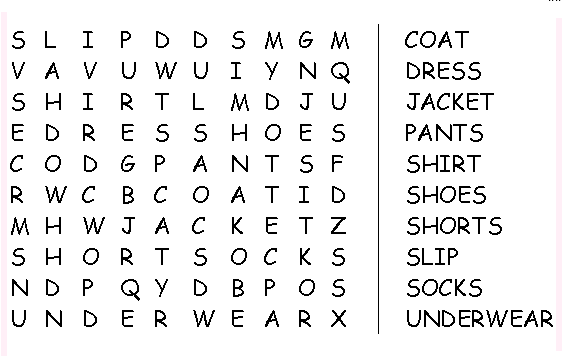 S L I P D D S M G M COAT
V A V U W U I Y N Q DRESS
S H I R T L M D J U JACKET
E D R E S S H O E S PANTS
C O D G P A N T S F SHIRT
R W C B C O A T I D SHOES
M H W J A C K E T Z SHORTS
S H O R T S O C K S SLIP
N D P Q Y D B P O S SOCKS
U N D E R W E A R X UNDERWEAR